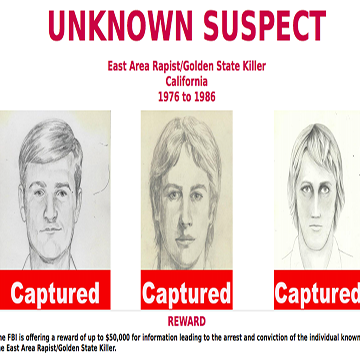 UNKNOWN SUSPECT
East Area Rapist/Golden State Killer
California
1976 to 1986
Captured Captured Captured
REWARD
FBI is offering a reward of up to $50,000 for information leading to the arrest and conviction of the individual known
East Area Rapist/Golden State Killer.